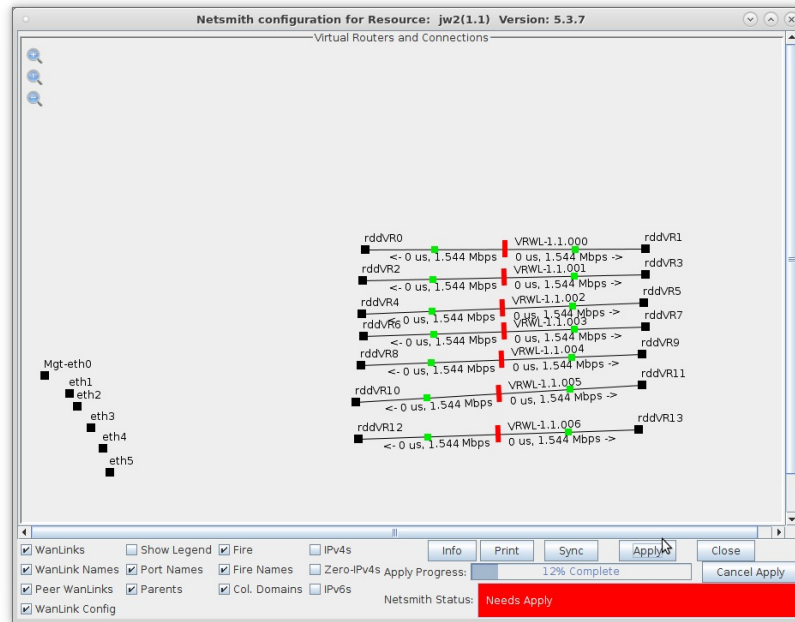 Netsmith configuration for Resource: jw2(1.1) Version: 5.3.7
Virtual Routers and Connections
rddVR0 VRWL-1.1.000 rddVR1
<- 0 us, 1.544 Mbps 0 us, 1.544 Mbps ->
rddVR2 VRWL-1.1.001 rddVR3
<- 0 us, 1.544 Mbps 0 us, 1.544 Mbps ->
rddVR4 VRWL-1.1.002 rddVR5
<- 0 us, 1.544 Mbps 0 us, 1.544 Mbps ->
rddVR6 VRWL-1.1.003 rddVR7
<- 0 us, 1.544 Mbps 0 us, 1.544 Mbps ->
rddVR8 VRWL-1.1.004 rddVR9
<- 0 us, 1.544 Mbps 0 us, 1.544 Mbps ->
rddVR10 VRWL-1.1.005 rddVR11
<- 0 us, 1.544 Mbps 0 us, 1.544 Mbps ->
rddVR12 VRWL-1.1.006 rddVR13
<- 0 us, 1.544 Mbps 0 us, 1.544 Mbps ->
Mgt-eth0
eth1
eth2
eth3
eth4
eth5
WanLinks Show Legend Fire IPv4s Info Print Sync Apply Close
WanLink Names Port Names Fire Names Zero-IPv4s Apply Progress: 12% Complete Cancel Apply
Peer WanLinks Parents Col. Domains IPv6s
WanLink Config Netsmith Status: Needs Apply